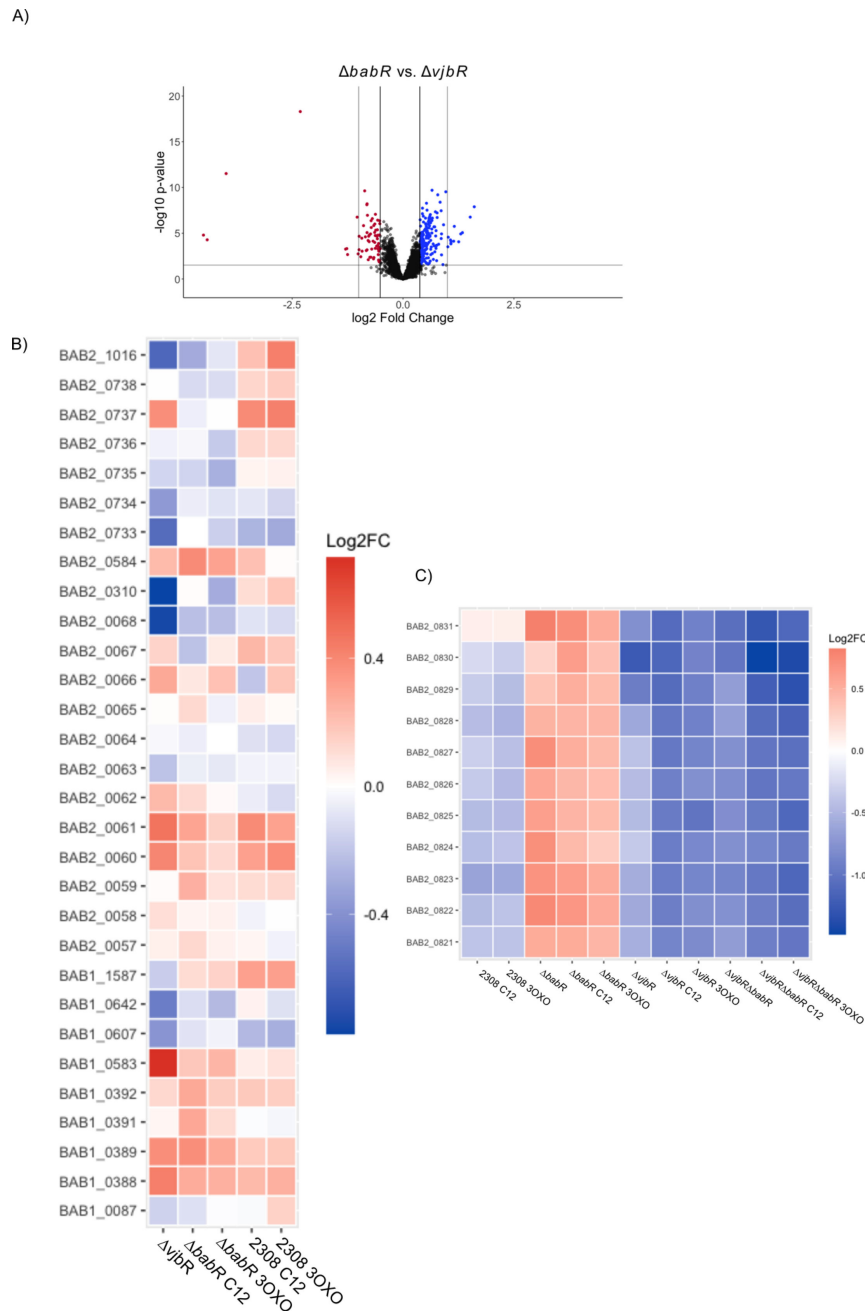 A)
ΔbabR vs. ΔvjbR
20
15
10
5
0
-log10 p-value
-2.5
0.0
2.5
log2 Fold Change
B)
BAB2_1016
BAB2_0738
BAB2_0737
BAB2_0736
BAB2_0735
BAB2_0734
BAB2_0733
BAB2_0584
BAB2_0310
BAB2_0068
BAB2_0067
BAB2_0066
BAB2_0065
BAB2_0064
BAB2_0063
BAB2_0062
BAB2_0061
BAB2_0060
BAB2_0059
BAB2_0058
BAB2_0057
BAB1_1587
BAB1_0642
BAB1_0607
BAB1_0583
BAB1_0392
BAB1_0391
BAB1_0389
BAB1_0388
BAB1_0087
ΔvjbR
ΔbabR C12
ΔbabR 3OXO
2308 C12
2308 3OXO
Log2FC
0.4
0.0
-0.4
C)
BAB2_0831
BAB2_0830
BAB2_0829
BAB2_0828
BAB2_0827
BAB2_0826
BAB2_0825
BAB2_0824
BAB2_0823
BAB2_0822
BAB2_0821
2308 C12
2308 3OXO
ΔbabR
ΔbabR C12
ΔbabR 3OXO
ΔvjbR
ΔvjbR C12
ΔvjbR 3OXO
ΔvjbRΔbabR
ΔvjbRΔbabR C12
ΔvjbRΔbabR 3OXO
Log2FC
0.5
0.0
-0.5
-1.0